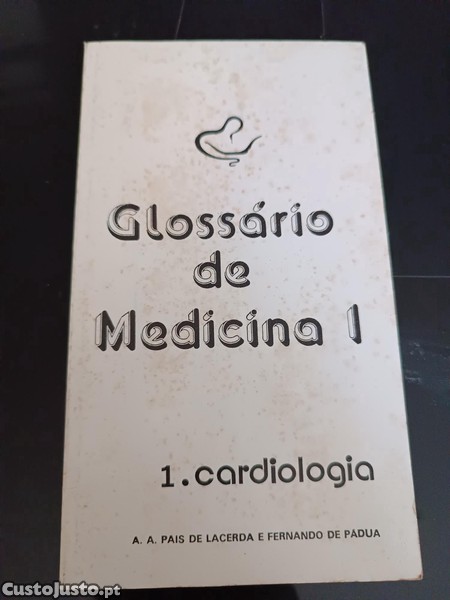 Glossário
de
Medicina I
1. cardiologia
A. A. PAIS DE LACERDA E FERNANDO DE PADUA
CustoJusto.pt